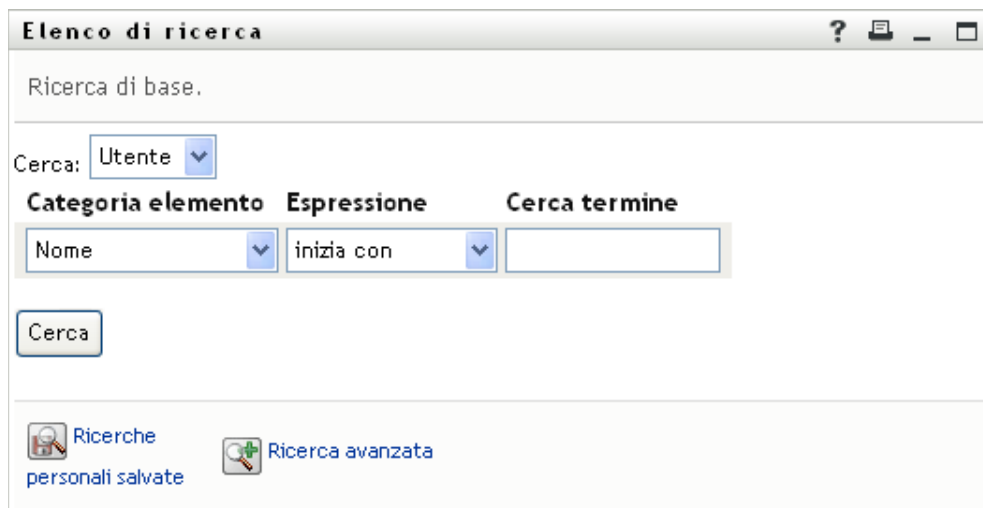 Elenco di ricerca ?
Ricerca di base.
Cerca: Utente
Categoria elemento Espressione Cerca termine
Nome inizia con
Cerca
Ricerche
personali salvate
Ricerca avanzata